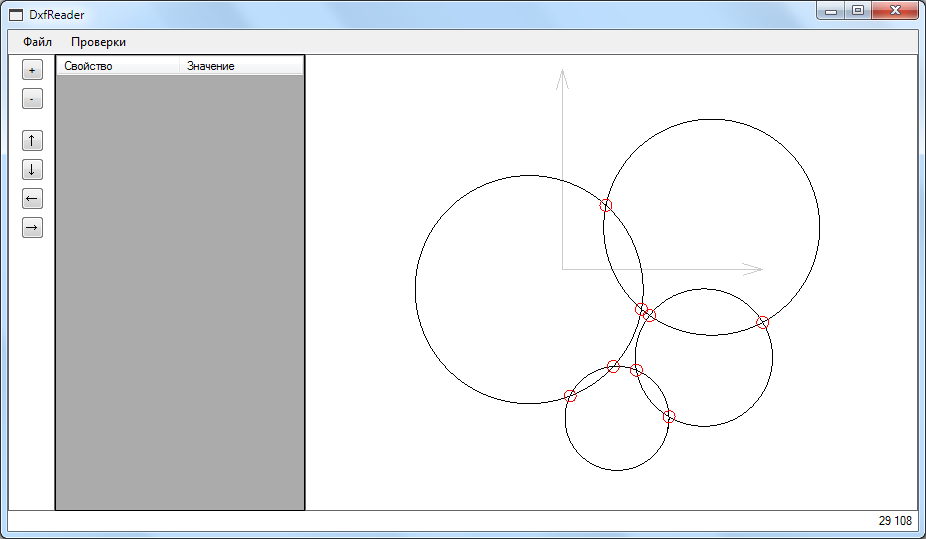 DxfReader
Файл Проверки
Свойство Значение
+
-
↑
↓
←
→
29 108